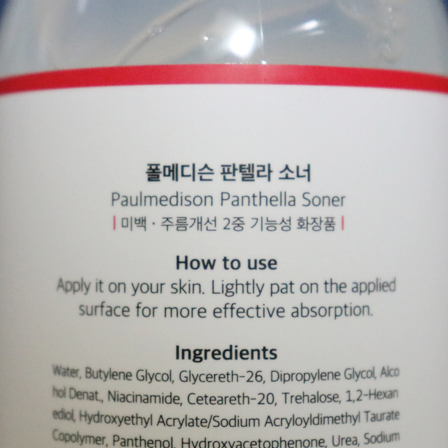 폴메디슨 판텔라 소너
Paulmedison Panthella Soner
| 미백 · 주름개선 2중 기능성 화장품 |
How to use
Apply it on your skin. Lightly pat on the applied
surface for more effective absorption.
Ingredients
Water, Butylene Glycol, Glycereth-26, Dipropylene Glycol, Alco
hol Denat., Niacinamide, Ceteareth-20, Trehalose, 1,2-Hexan
ediol, Hydroxyethyl Acrylate/Sodium Acryloyldimethyl Taurate
Copolymer, Panthenol, Hydroxyacetophenone, Urea, Sodium